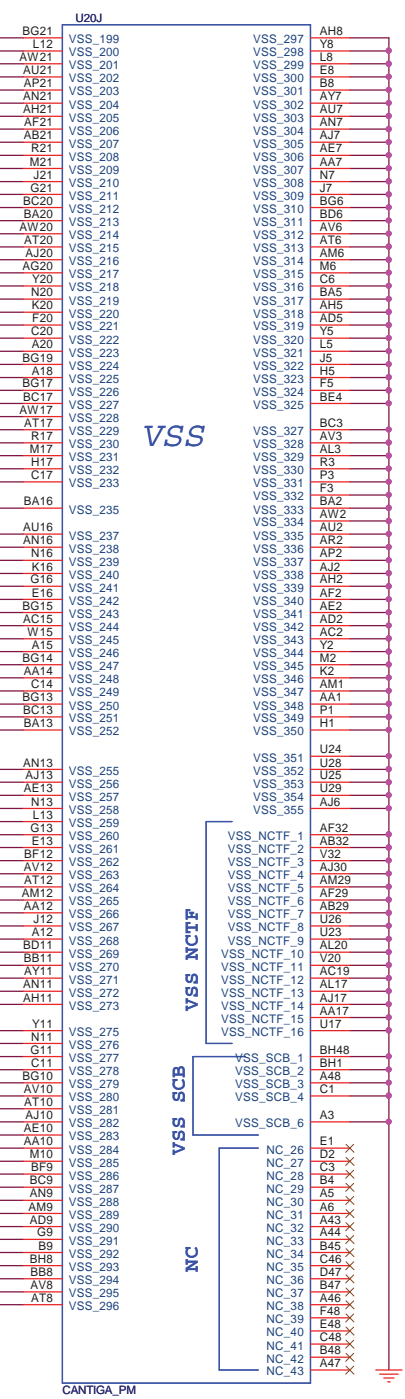 U20J
BG21 VSS_199
L12 VSS_200
AW21 VSS_201
AU21 VSS_202
AP21 VSS_203
AN21 VSS_204
AH21 VSS_205
AF21 VSS_206
AB21 VSS_207
R21 VSS_208
M21 VSS_209
J21 VSS_210
G21 VSS_211
BC20 VSS_212
BA20 VSS_213
AW20 VSS_214
AT20 VSS_215
AJ20 VSS_216
AG20 VSS_217
Y20 VSS_218
N20 VSS_219
K20 VSS_220
F20 VSS_221
C20 VSS_222
A20 VSS_223
BG19 VSS_224
A18 VSS_225
BG17 VSS_226
BC17 VSS_227
AW17 VSS_228
AT17 VSS_229
R17 VSS_230
M17 VSS_231
H17 VSS_232
C17 VSS_233
BA16 VSS_235
AU16 VSS_237
AN16 VSS_238
N16 VSS_239
K16 VSS_240
G16 VSS_241
E16 VSS_242
BG15 VSS_243
AC15 VSS_244
W15 VSS_245
A15 VSS_246
BG14 VSS_247
AA14 VSS_248
C14 VSS_249
BG13 VSS_250
BC13 VSS_251
BA13 VSS_252
AN13 VSS_255
AJ13 VSS_256
AE13 VSS_257
N13 VSS_258
L13 VSS_259
G13 VSS_260
E13 VSS_261
BF12 VSS_262
AV12 VSS_263
AT12 VSS_264
AM12 VSS_265
AA12 VSS_266
J12 VSS_267
A12 VSS_268
BD11 VSS_269
BB11 VSS_270
AY11 VSS_271
AN11 VSS_272
AH11 VSS_273
Y11 VSS_275
N11 VSS_276
G11 VSS_277
C11 VSS_278
BG10 VSS_279
AV10 VSS_280
AT10 VSS_281
AJ10 VSS_282
AE10 VSS_283
AA10 VSS_284
M10 VSS_285
BF9 VSS_286
BC9 VSS_287
AN9 VSS_288
AM9 VSS_289
AD9 VSS_290
G9 VSS_291
B9 VSS_292
BH8 VSS_293
BB8 VSS_294
AV8 VSS_295
AT8 VSS_296
VSS
VSS_297 AH8
VSS_298 Y8
VSS_299 L8
VSS_300 E8
VSS_301 B8
VSS_302 AY7
VSS_303 AU7
VSS_304 AN7
VSS_305 AJ7
VSS_306 AE7
VSS_307 AA7
VSS_308 N7
VSS_309 J7
VSS_310 BG6
VSS_311 BD6
VSS_312 AV6
VSS_313 AT6
VSS_314 AM6
VSS_315 M6
VSS_316 C6
VSS_317 BA5
VSS_318 AH5
VSS_319 AD5
VSS_320 Y5
VSS_321 L5
VSS_322 J5
VSS_323 H5
VSS_324 F5
VSS_325 BE4
VSS_327 BC3
VSS_328 AV3
VSS_329 AL3
VSS_330 R3
VSS_331 P3
VSS_332 F3
VSS_333 BA2
VSS_334 AW2
VSS_335 AU2
VSS_336 AR2
VSS_337 AP2
VSS_338 AJ2
VSS_339 AH2
VSS_340 AF2
VSS_341 AE2
VSS_342 AD2
VSS_343 AC2
VSS_344 Y2
VSS_345 M2
VSS_346 K2
VSS_347 AM1
VSS_348 AA1
VSS_349 P1
VSS_350 H1
VSS_351 U24
VSS_352 U28
VSS_353 U25
VSS_354 U29
VSS_355 AJ6
VSS NCTF
VSS_NCTF_1 AF32
VSS_NCTF_2 AB32
VSS_NCTF_3 V32
VSS_NCTF_4 AJ30
VSS_NCTF_5 AM29
VSS_NCTF_6 AF29
VSS_NCTF_7 AB29
VSS_NCTF_8 U26
VSS_NCTF_9 U23
VSS_NCTF_10 AL20
VSS_NCTF_11 V20
VSS_NCTF_12 AC19
VSS_NCTF_13 AL17
VSS_NCTF_14 AJ17
VSS_NCTF_15 AA17
VSS_NCTF_16 U17
VSS SCB
VSS_SCB_1 BH48
VSS_SCB_2 BH1
VSS_SCB_3 A48
VSS_SCB_4 C1
VSS_SCB_6 A3
NC
NC_26 E1
NC_27 D2
NC_28 C3
NC_29 B4
NC_30 A5
NC_31 A6
NC_32 A43
NC_33 A44
NC_34 B45
NC_35 C46
NC_36 D47
NC_37 B47
NC_38 A46
NC_39 F48
NC_40 E48
NC_41 C48
NC_42 B48
NC_43 A47
CANTIGA_PM